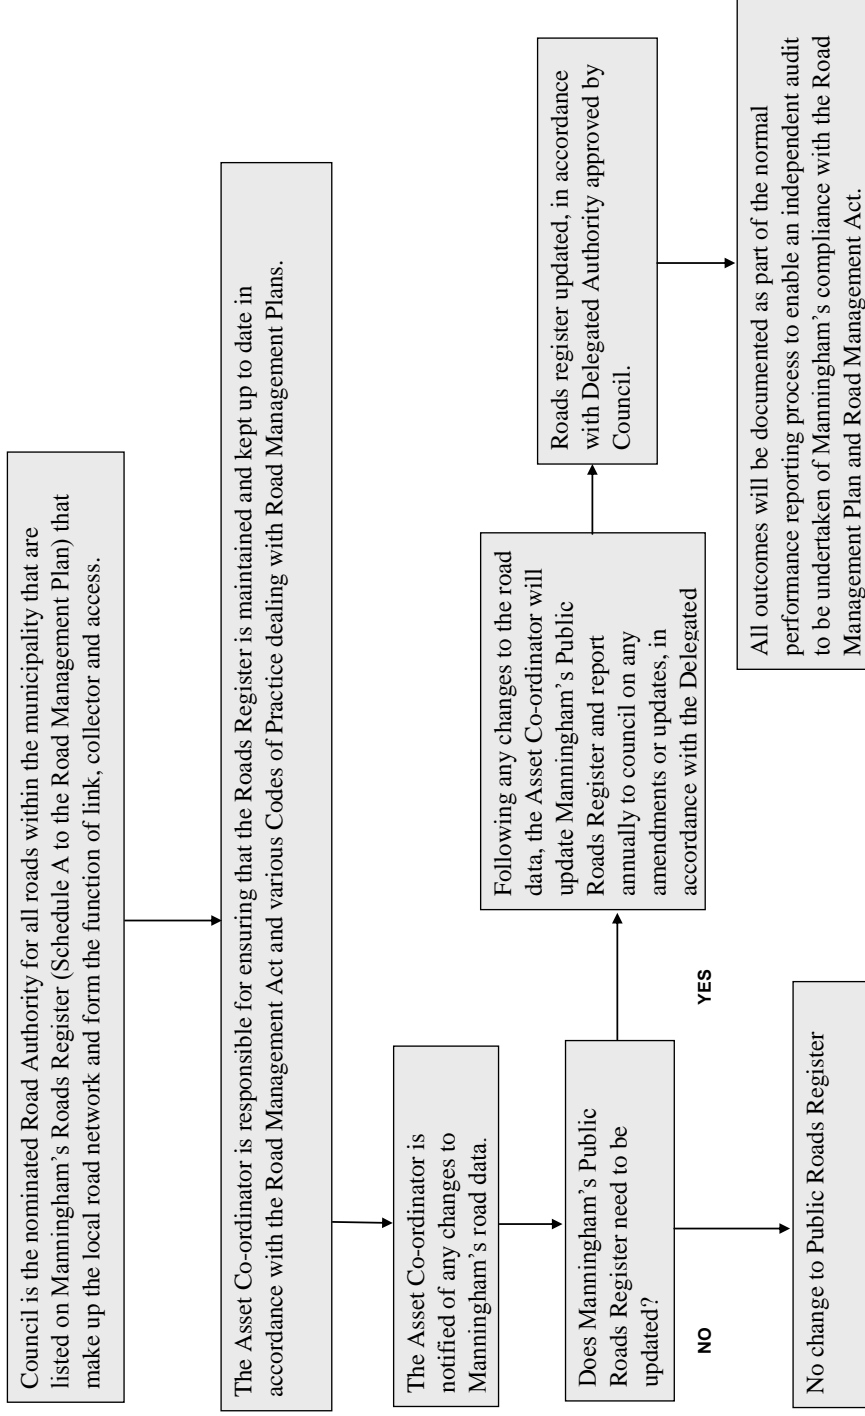 Council is the nominated Road Authority for all roads within the municipality that are
listed on Manningham’s Roads Register (Schedule A to the Road Management Plan) that
make up the local road network and form the function of link, collector and access.
The Asset Co-ordinator is responsible for ensuring that the Roads Register is maintained and kept up to date in
accordance with the Road Management Act and various Codes of Practice dealing with Road Management Plans.
The Asset Co-ordinator is
notified of any changes to
Manningham’s road data.
Does Manningham’s Public
Roads Register need to be
updated?
NO
YES
No change to Public Roads Register
Following any changes to the road
data, the Asset Co-ordinator will
update Manningham’s Public
Roads Register and report
annually to council on any
amendments or updates, in
accordance with the Delegated
Roads register updated, in accordance
with Delegated Authority approved by
Council.
All outcomes will be documented as part of the normal
performance reporting process to enable an independent audit
to be undertaken of Manningham’s compliance with the Road
Management Plan and Road Management Act.